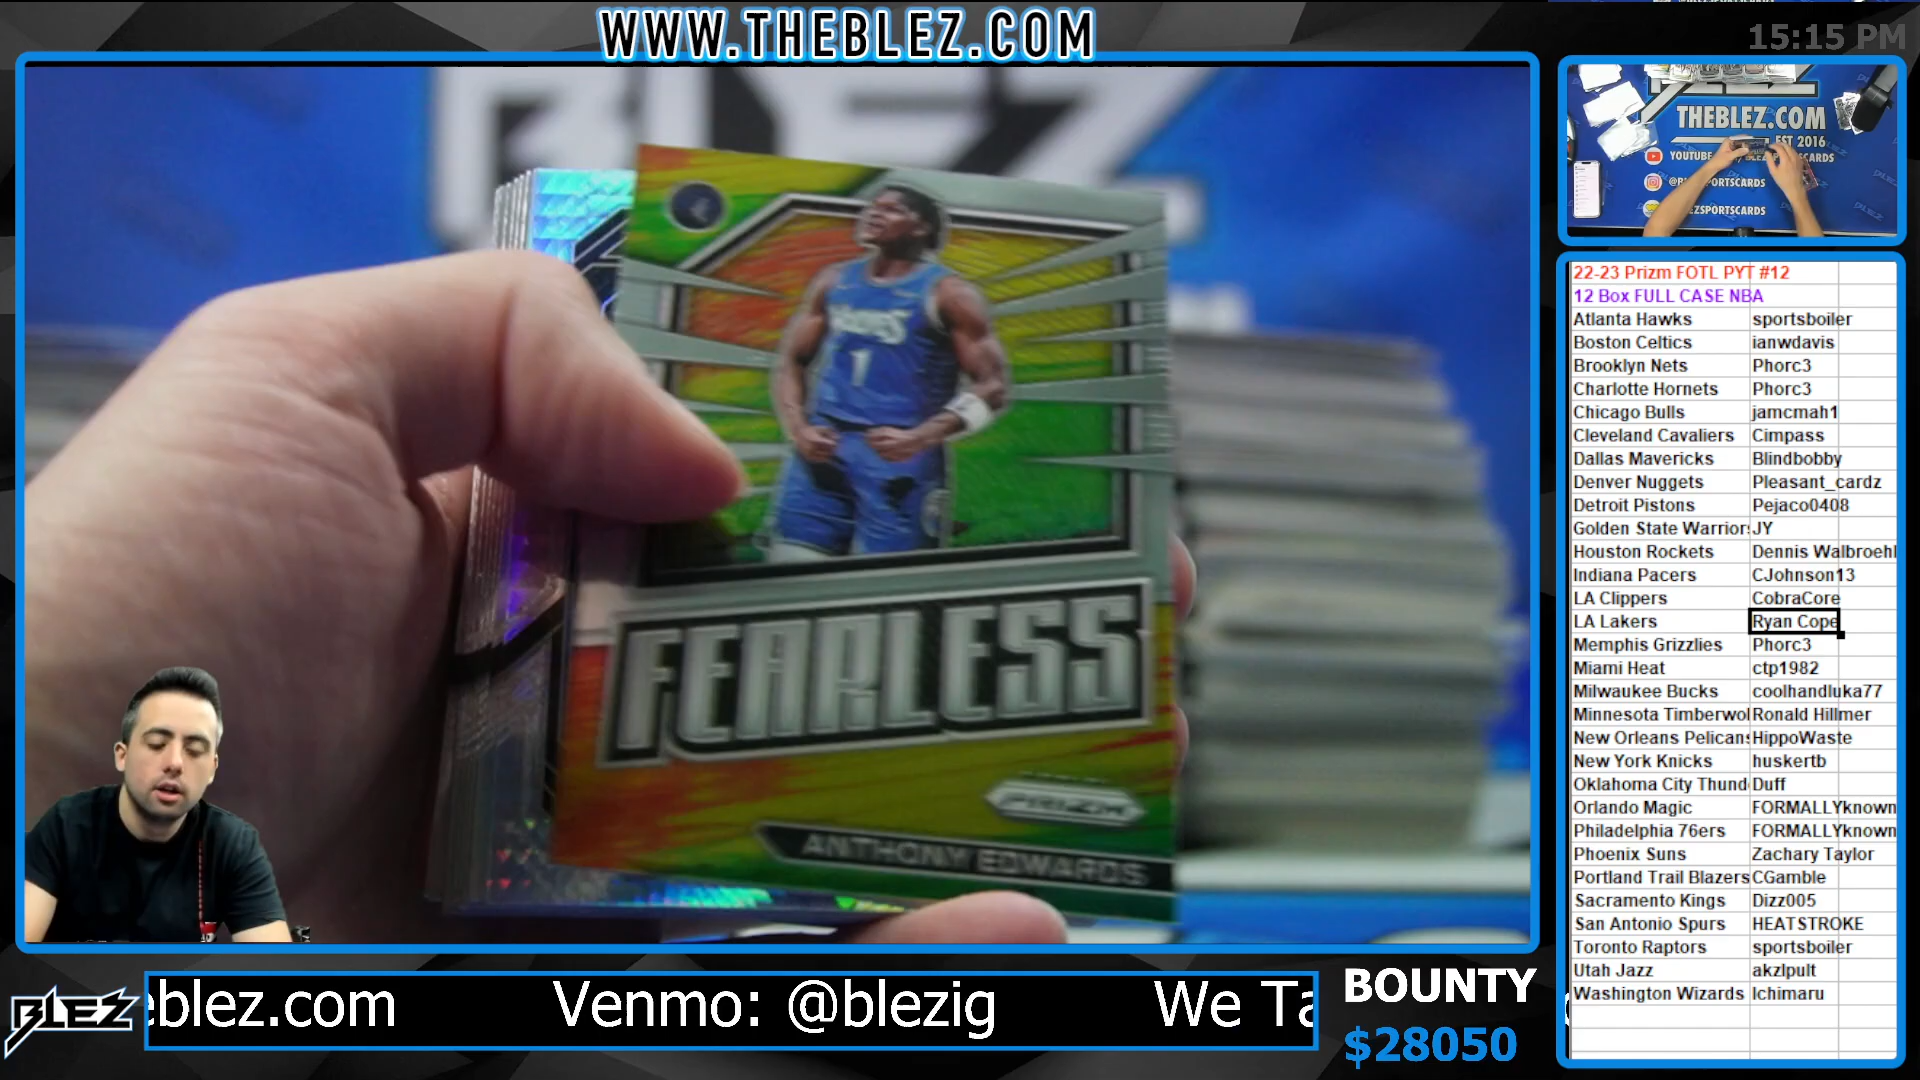 WWW.THEBLEZ.COM
15:15 PM
BLEZ
THEBLEZ.COM
EST 2016
1
FEARLESS
PRIZM
ANTHONY EDWARDS
22-23 Prizm FOTL PYT #12
12 Box FULL CASE NBA
Atlanta Hawks sportsboiler
Boston Celtics ianwdavis
Brooklyn Nets Phorc3
Charlotte Hornets Phorc3
Chicago Bulls jamcmah1
Cleveland Cavaliers Cimpass
Dallas Mavericks Blindbobby
Denver Nuggets Pleasant_cardz
Detroit Pistons Pejaco0408
Golden State Warrior JY
Houston Rockets Dennis Walbroehl
Indiana Pacers CJohnson13
LA Clippers CobraCore
LA Lakers Ryan Cope
Memphis Grizzlies Phorc3
Miami Heat ctp1982
Milwaukee Bucks coolhandluka77
Minnesota Timberwol Ronald Hillmer
New Orleans Pelicans HippoWaste
New York Knicks huskertb
Oklahoma City Thund Duff
Orlando Magic FORMALLYknown
Philadelphia 76ers FORMALLYknown
Phoenix Suns Zachary Taylor
Portland Trail Blazers CGamble
Sacramento Kings Dizz005
San Antonio Spurs HEATSTROKE
Toronto Raptors sportsboiler
Utah Jazz akzlpult
Washington Wizards Ichimaru
BLEZ
eblez.com Venmo: @blezig We Ta
BOUNTY
$28050